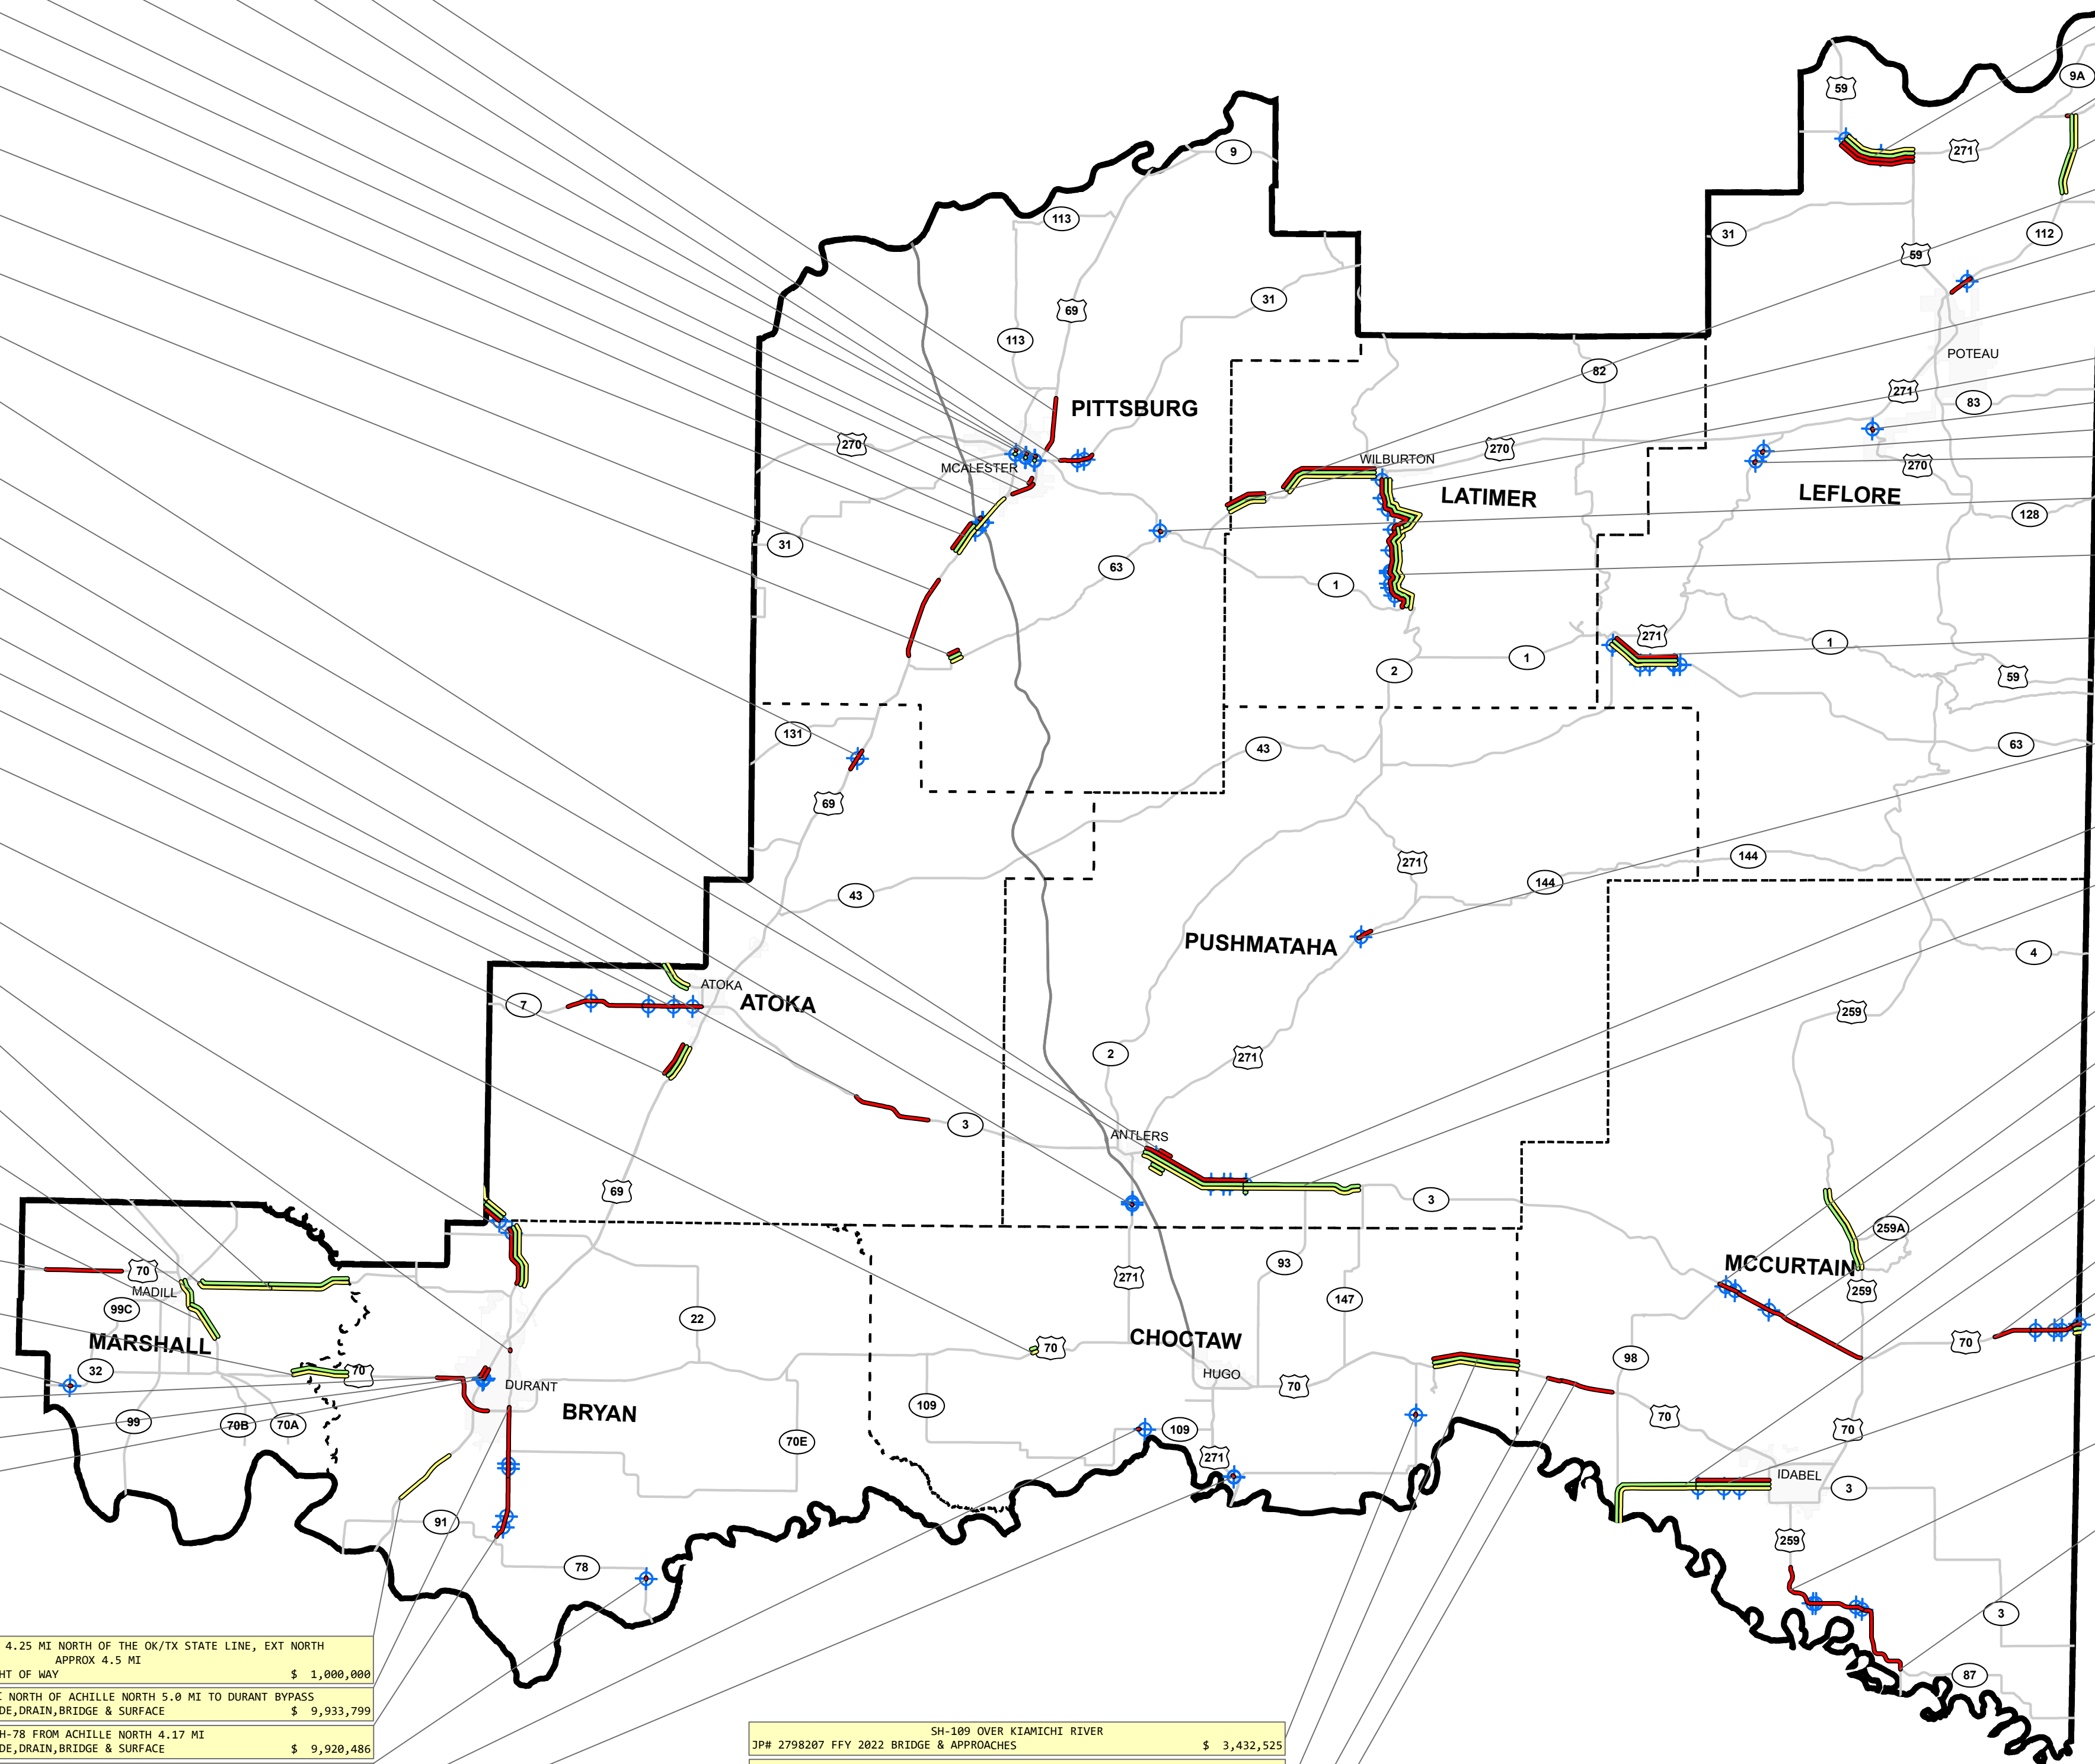 59
9A
271
9
113
31
59
112
31
69
113
POTEAU
82
271
83
PITTSBURG
270
MCALESTER
WILBURTON
270
270
LATIMER
LEFLORE
128
31
63
1
271
1
1
2
59
131
43
63
69
271
144
144
43
PUSHMATAHA
4
ATOKA
7
ATOKA
259
2
271
3
ANTLERS
69
3
259A
93
MCCURTAIN
70
271
MADILL
259
99C
147
22
MARSHALL
CHOCTAW
70
70
98
32
70
HUGO
DURANT
70
109
BRYAN
70
99
70B
70A
70E
109
70
271
IDABEL
3
91
259
78
3
87
4.25 MI NORTH OF THE OK/TX STATE LINE, EXT NORTH
APPROX 4.5 MI
HT OF WAY $ 1,000,000
NORTH OF ACHILLE NORTH 5.0 MI TO DURANT BYPASS
DE,DRAIN,BRIDGE & SURFACE $ 9,933,799
H-78 FROM ACHILLE NORTH 4.17 MI
DE,DRAIN,BRIDGE & SURFACE $ 9,920,486
SH-109 OVER KIAMICHI RIVER
JP# 2798207 FFY 2022 BRIDGE & APPROACHES $ 3,432,525